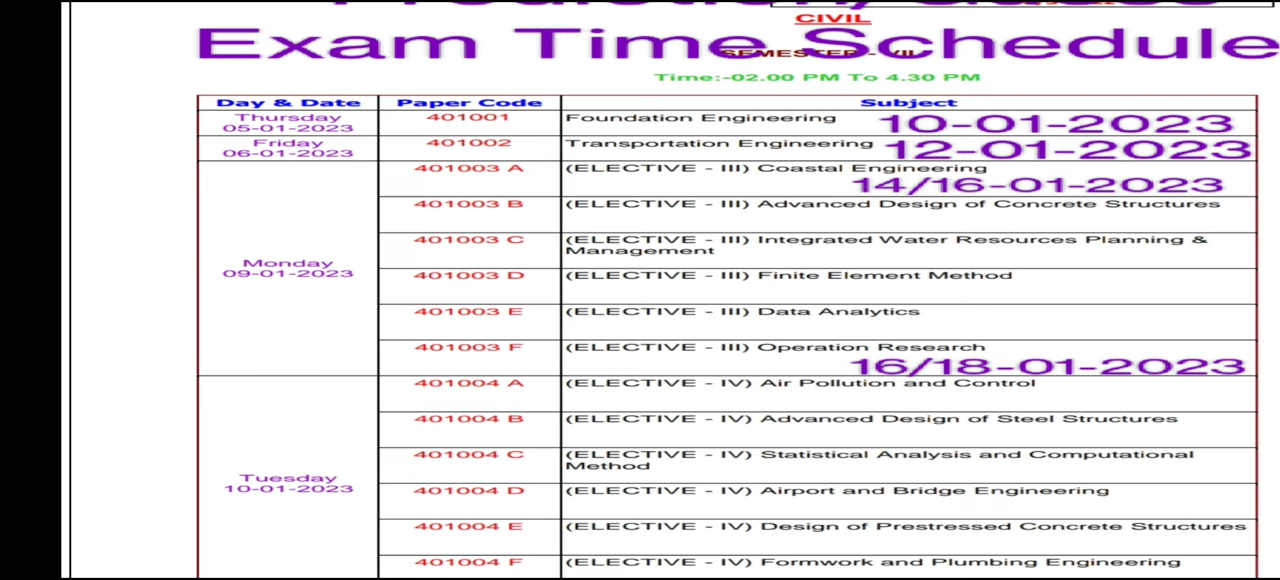 CIVIL
Exam Time Schedule
SEMESTER - VII
Time:-02.00 PM To 4.30 PM
Day & Date Paper Code Subject
Thursday
05-01-2023
401001
Foundation Engineering
10-01-2023
Friday
06-01-2023
401002
Transportation Engineering
12-01-2023
Monday
09-01-2023
401003 A
(ELECTIVE - III) Coastal Engineering
14/16-01-2023
401003 B
(ELECTIVE - III) Advanced Design of Concrete Structures
401003 C
(ELECTIVE - III) Integrated Water Resources Planning &
Management
401003 D
(ELECTIVE - III) Finite Element Method
401003 E
(ELECTIVE - III) Data Analytics
401003 F
(ELECTIVE - III) Operation Research
16/18-01-2023
Tuesday
10-01-2023
401004 A
(ELECTIVE - IV) Air Pollution and Control
401004 B
(ELECTIVE - IV) Advanced Design of Steel Structures
401004 C
(ELECTIVE - IV) Statistical Analysis and Computational
Method
401004 D
(ELECTIVE - IV) Airport and Bridge Engineering
401004 E
(ELECTIVE - IV) Design of Prestressed Concrete Structures
401004 F
(ELECTIVE - IV) Formwork and Plumbing Engineering